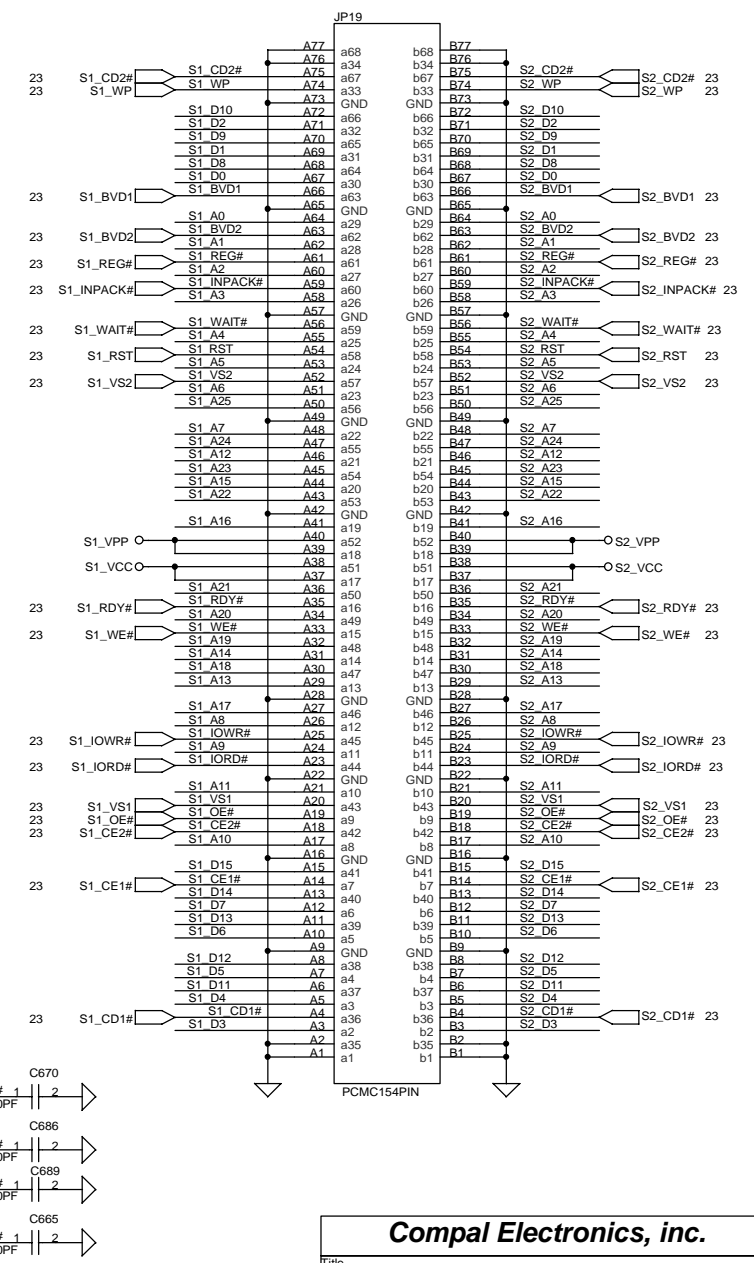 JP19
A77 a68 b68 B77
A76 a34 b34 B76
23 S1_CD2# S1_CD2# A75 a67 b67 B75 S2_CD2# S2_CD2# 23
23 S1_WP S1_WP A74 a33 b33 B74 S2_WP S2_WP 23
A73 GND GND B73
S1_D10 A72 a66 b66 B72 S2_D10
S1_D2 A71 a32 b32 B71 S2_D2
S1_D9 A70 a65 b65 B70 S2_D9
S1_D1 A69 a31 b31 B69 S2_D1
S1_D8 A68 a64 b64 B68 S2_D8
S1_D0 A67 a30 b30 B67 S2_D0
23 S1_BVD1 S1_BVD1 A66 a63 b63 B66 S2_BVD1 S2_BVD1 23
A65 GND GND B65
S1_A0 A64 a29 b29 B64 S2_A0
23 S1_BVD2 S1_BVD2 A63 a62 b62 B63 S2_BVD2 S2_BVD2 23
S1_A1 A62 a28 b28 B62 S2_A1
23 S1_REG# S1_REG# A61 a61 b61 B61 S2_REG# S2_REG# 23
S1_A2 A60 a27 b27 B60 S2_A2
23 S1_INPACK# S1_INPACK# A59 a60 b60 B59 S2_INPACK# S2_INPACK# 23
S1_A3 A58 a26 b26 B58 S2_A3
A57 GND GND B57
23 S1_WAIT# S1_WAIT# A56 a59 b59 B56 S2_WAIT# S2_WAIT# 23
S1_A4 A55 a25 b25 B55 S2_A4
23 S1_RST S1_RST A54 a58 b58 B54 S2_RST S2_RST 23
S1_A5 A53 a24 b24 B53 S2_A5
23 S1_VS2 S1_VS2 A52 a57 b57 B52 S2_VS2 S2_VS2 23
S1_A6 A51 a23 b23 B51 S2_A6
S1_A25 A50 a56 b56 B50 S2_A25
A49 GND GND B49
S1_A7 A48 a22 b22 B48 S2_A7
S1_A24 A47 a55 b55 B47 S2_A24
S1_A12 A46 a21 b21 B46 S2_A12
S1_A23 A45 a54 b54 B45 S2_A23
S1_A15 A44 a20 b20 B44 S2_A15
S1_A22 A43 a53 b53 B43 S2_A22
A42 GND GND B42
S1_A16 A41 a19 b19 B41 S2_A16
S1_VPP A40 a52 b52 B40 S2_VPP
A39 a18 b18 B39
S1_VCC A38 a51 b51 B38 S2_VCC
A37 a17 b17 B37
S1_A21 A36 a50 b50 B36 S2_A21
23 S1_RDY# S1_RDY# A35 a16 b16 B35 S2_RDY# S2_RDY# 23
S1_A20 A34 a49 b49 B34 S2_A20
23 S1_WE# S1_WE# A33 a15 b15 B33 S2_WE# S2_WE# 23
S1_A19 A32 a48 b48 B32 S2_A19
S1_A14 A31 a14 b14 B31 S2_A14
S1_A18 A30 a47 b47 B30 S2_A18
S1_A13 A29 a13 b13 B29 S2_A13
A28 GND GND B28
S1_A17 A27 a46 b46 B27 S2_A17
S1_A8 A26 a12 b12 B26 S2_A8
23 S1_IOWR# S1_IOWR# A25 a45 b45 B25 S2_IOWR# S2_IOWR# 23
S1_A9 A24 a11 b11 B24 S2_A9
23 S1_IORD# S1_IORD# A23 a44 b44 B23 S2_IORD# S2_IORD# 23
A22 GND GND B22
S1_A11 A21 a10 b10 B21 S2_A11
23 S1_VS1 S1_VS1 A20 a43 b43 B20 S2_VS1 S2_VS1 23
23 S1_OE# S1_OE# A19 a9 b9 B19 S2_OE# S2_OE# 23
23 S1_CE2# S1_CE2# A18 a42 b42 B18 S2_CE2# S2_CE2# 23
S1_A10 A17 a8 b8 B17 S2_A10
A16 GND GND B16
S1_D15 A15 a41 b41 B15 S2_D15
23 S1_CE1# S1_CE1# A14 a7 b7 B14 S2_CE1# S2_CE1# 23
S1_D14 A13 a40 b40 B13 S2_D14
S1_D7 A12 a6 b6 B12 S2_D7
S1_D13 A11 a39 b39 B11 S2_D13
S1_D6 A10 a5 b5 B10 S2_D6
A9 GND GND B9
S1_D12 A8 a38 b38 B8 S2_D12
S1_D5 A7 a4 b4 B7 S2_D5
S1_D11 A6 a37 b37 B6 S2_D11
S1_D4 A5 a3 b3 B5 S2_D4
23 S1_CD1# S1_CD1# A4 a36 b36 B4 S2_CD1# S2_CD1# 23
S1_D3 A3 a2 b2 B3 S2_D3
A2 a35 b35 B2
A1 a1 b1 B1
PCMC154PIN
C670
# 1 2
C686
# 1 2
C689
# 1 2
C665
# 1 2
Compal Electronics, inc.
Title